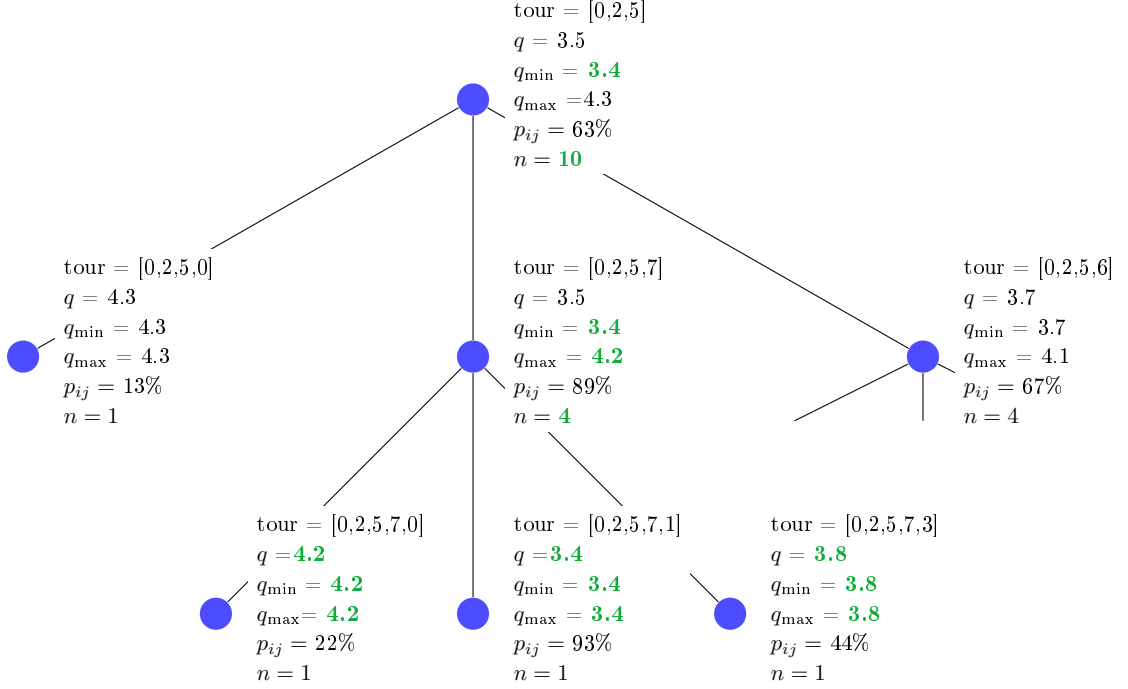 tour = [0,2,5]
q = 3.5
q_min = 3.4
q_max =4.3
p_ij = 63%
n = 10
tour = [0,2,5,0]
q = 4.3
q_min = 4.3
q_max = 4.3
p_ij = 13%
n = 1
tour = [0,2,5,7]
q = 3.5
q_min = 3.4
q_max = 4.2
p_ij = 89%
n = 4
tour = [0,2,5,6]
q = 3.7
q_min = 3.7
q_max = 4.1
p_ij = 67%
n = 4
tour = [0,2,5,7,0]
q =4.2
q_min = 4.2
q_max= 4.2
p_ij = 22%
n = 1
tour = [0,2,5,7,1]
q =3.4
q_min = 3.4
q_max = 3.4
p_ij = 93%
n = 1
tour = [0,2,5,7,3]
q = 3.8
q_min = 3.8
q_max = 3.8
p_ij = 44%
n = 1